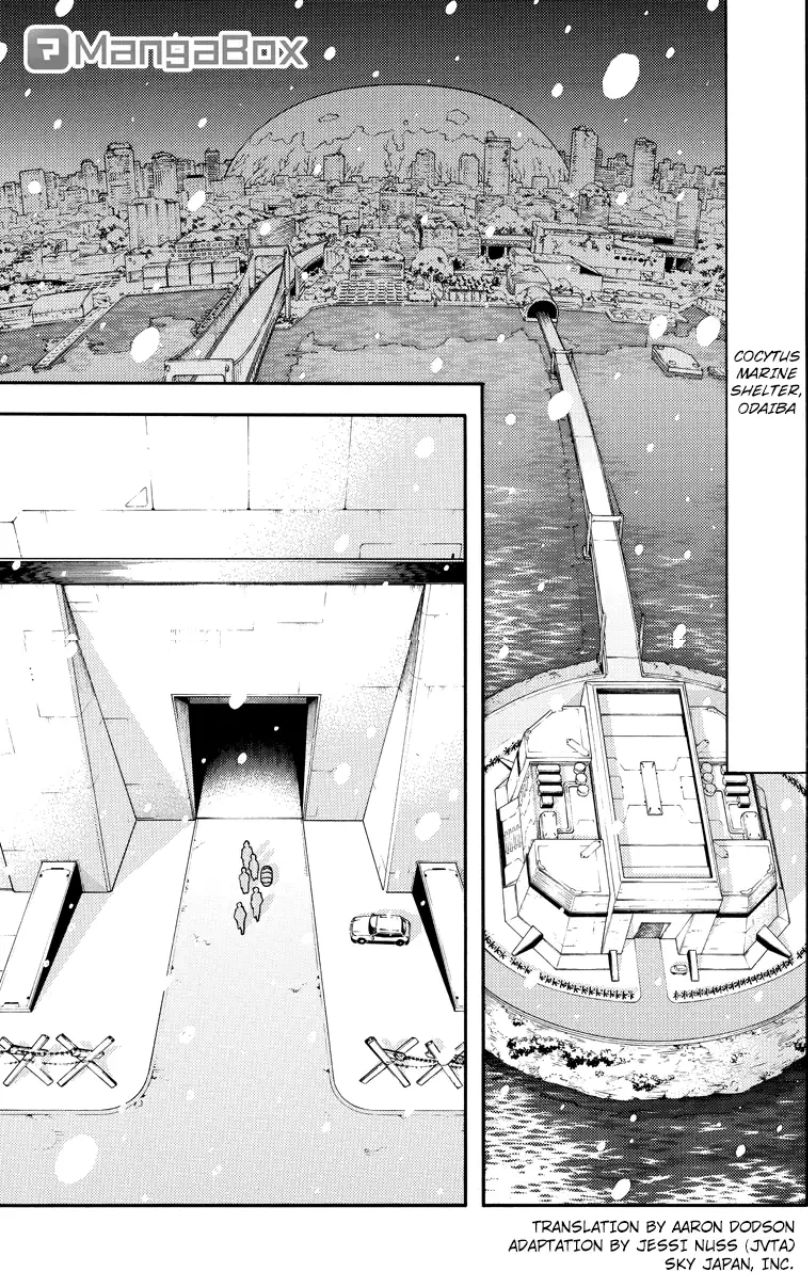 MangaBox
COCYTUS
MARINE
SHELTER,
ODAIBA
TRANSLATION BY AARON DODSON
ADAPTATION BY JESSI NUSS (JVTA)
SKY JAPAN, INC.